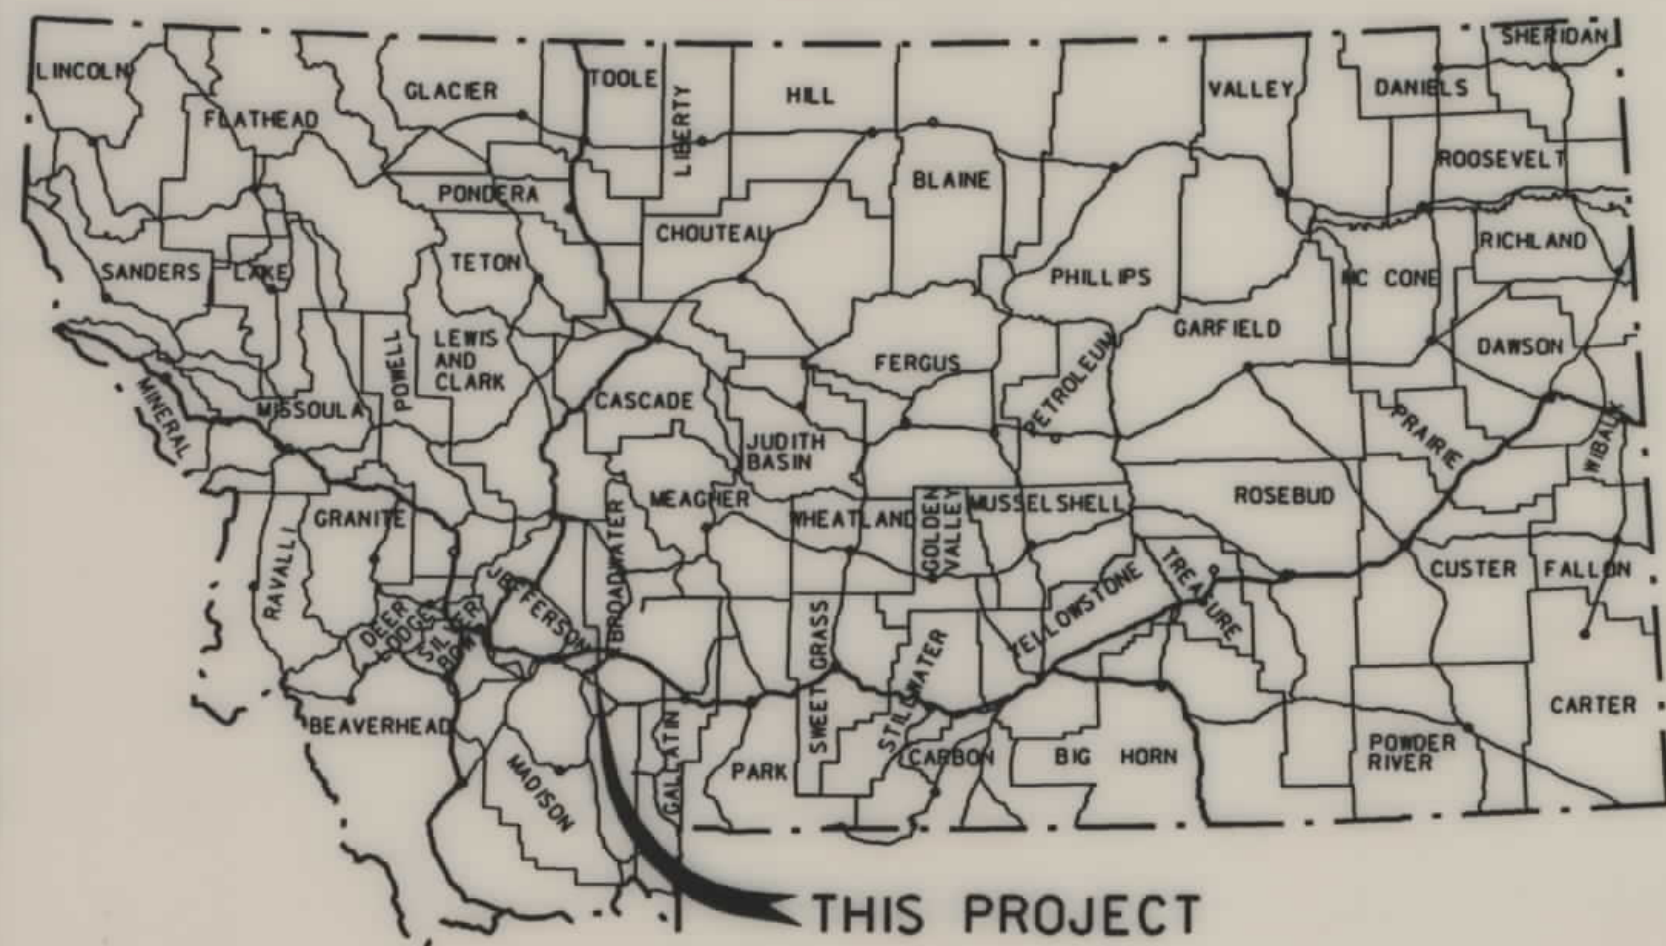 LINCOLN
FLATHEAD
GLACIER
TOOLE
LIBERTY
HILL
BLAINE
VALLEY
DANIELS
SHERIDAN
ROOSEVELT
PONDERA
CHOUTEAU
PHILLIPS
RICHLAND
MC CONE
SANDERS
LAKE
TETON
LEWIS
AND
CLARK
POWELL
CASCADE
FERGUS
PETROLEUM
GARFIELD
DAWSON
MINERAL
MISSOULA
JUDITH
BASIN
PRAIRIE
WIBAUX
GRANITE
MEAGHER
WHEATLAND
GOLDEN
VALLEY
MUSSELSHELL
ROSEBUD
RAVALLI
DEER
LODGE
SILVER
BOW
JEFFERSON
BROADWATER
TREASURE
CUSTER
FALLON
YELLOWSTONE
SWEET GRASS
STILLWATER
BEAVERHEAD
MADISON
GALLATIN
PARK
CARBON
BIG HORN
POWDER
RIVER
CARTER
THIS PROJECT